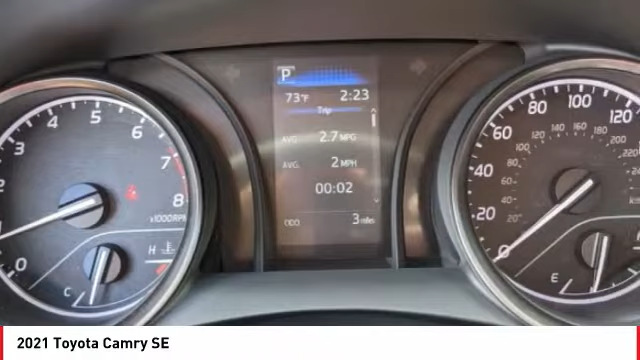 P
73°F 2:23
Trip
AVG. 2.7 MPG
AVG. 2 MPH
00:02
ODO 3 miles
0 3 4 5 6 7 8
x1000RPM
H
C
0 20 40 60 80 100 120
20 40 60 80 100 120 140 160 180 200 220
E
2021 Toyota Camry SE